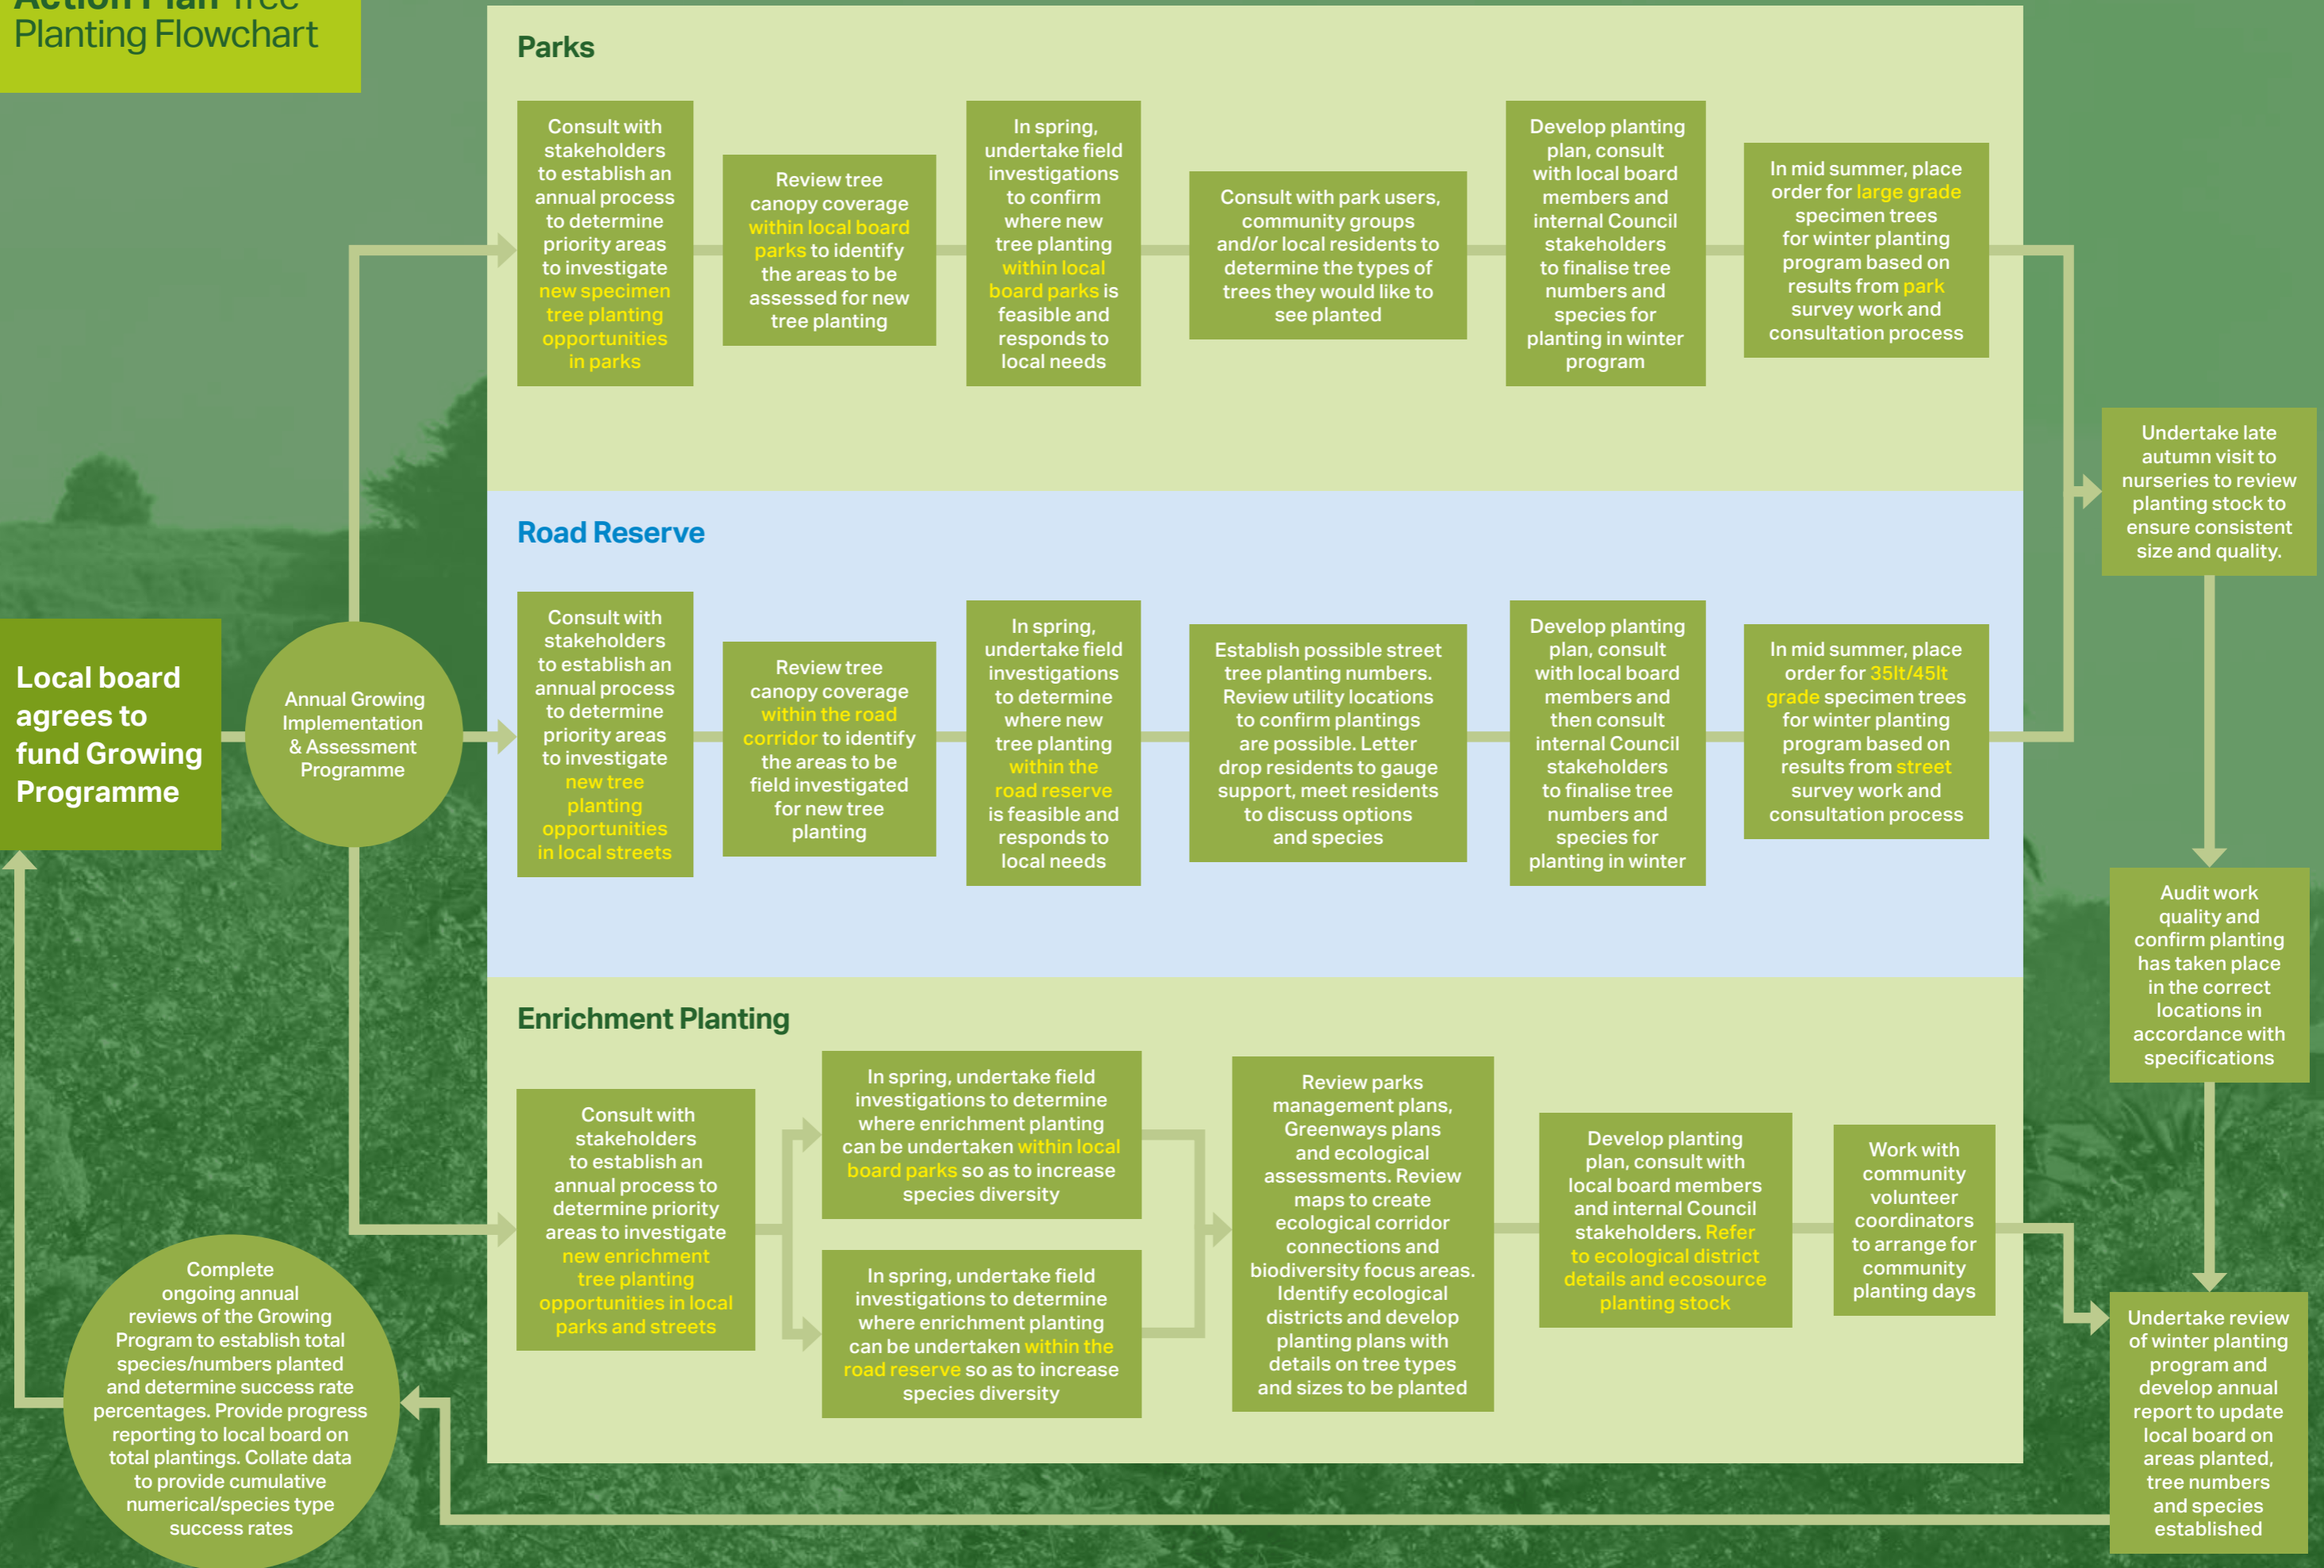 Action Plan Tree
Planting Flowchart
Parks
Consult with
stakeholders
to establish an
annual process
to determine
priority areas
to investigate
new specimen
tree planting
opportunities
in parks
Review tree
canopy coverage
within local board
parks to identify
the areas to be
assessed for new
tree planting
In spring,
undertake field
investigations
to confirm
where new
tree planting
within local
board parks is
feasible and
responds to
local needs
Consult with park users,
community groups
and/or local residents to
determine the types of
trees they would like to
see planted
Develop planting
plan, consult
with local board
members and
internal Council
stakeholders
to finalise tree
numbers and
species for
planting in winter
program
In mid summer, place
order for large grade
specimen trees
for winter planting
program based on
results from park
survey work and
consultation process
Undertake late
autumn visit to
nurseries to review
planting stock to
ensure consistent
size and quality.
Road Reserve
Local board
agrees to
fund Growing
Programme
Annual Growing
Implementation
& Assessment
Programme
Consult with
stakeholders
to establish an
annual process
to determine
priority areas
to investigate
new tree
planting
opportunities
in local streets
Review tree
canopy coverage
within the road
corridor to identify
the areas to be
field investigated
for new tree
planting
In spring,
undertake field
investigations
to determine
where new
tree planting
within the
road reserve
is feasible and
responds to
local needs
Establish possible street
tree planting numbers.
Review utility locations
to confirm plantings
are possible. Letter
drop residents to gauge
support, meet residents
to discuss options
and species
Develop planting
plan, consult
with local board
members and
then consult
internal Council
stakeholders
to finalise tree
numbers and
species for
planting in winter
In mid summer, place
order for 35lt/45lt
grade specimen trees
for winter planting
program based on
results from street
survey work and
consultation process
Audit work
quality and
confirm planting
has taken place
in the correct
locations in
accordance with
specifications
Enrichment Planting
Consult with
stakeholders
to establish an
annual process to
determine priority
areas to investigate
new enrichment
tree planting
opportunities in local
parks and streets
In spring, undertake field
investigations to determine
where enrichment planting
can be undertaken within local
board parks so as to increase
species diversity
In spring, undertake field
investigations to determine
where enrichment planting
can be undertaken within the
road reserve so as to increase
species diversity
Review parks
management plans,
Greenways plans
and ecological
assessments. Review
maps to create
ecological corridor
connections and
biodiversity focus areas.
Identify ecological
districts and develop
planting plans with
details on tree types
and sizes to be planted
Develop planting
plan, consult with
local board members
and internal Council
stakeholders. Refer
to ecological district
details and ecosource
planting stock
Work with
community
volunteer
coordinators
to arrange for
community
planting days
Undertake review
of winter planting
program and
develop annual
report to update
local board on
areas planted,
tree numbers
and species
established
Complete
ongoing annual
reviews of the Growing
Program to establish total
species/numbers planted
and determine success rate
percentages. Provide progress
reporting to local board on
total plantings. Collate data
to provide cumulative
numerical/species type
success rates